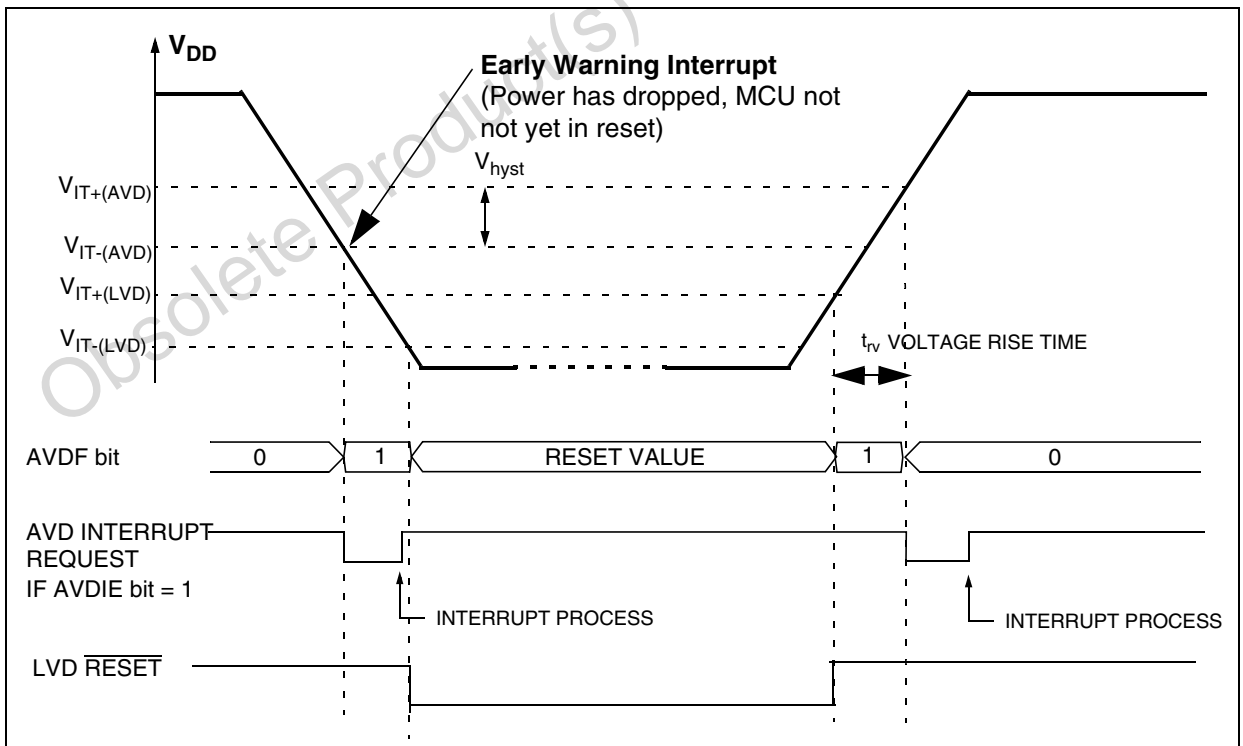 Obsolete Product(s)
VDD
Early Warning Interrupt
(Power has dropped, MCU not
not yet in reset)
Vhyst
VIT+(AVD)
VIT-(AVD)
VIT+(LVD)
VIT-(LVD)
trv VOLTAGE RISE TIME
AVDF bit
0
1
RESET VALUE
1
0
AVD INTERRUPT
REQUEST
IF AVDIE bit = 1
INTERRUPT PROCESS
INTERRUPT PROCESS
LVD RESET